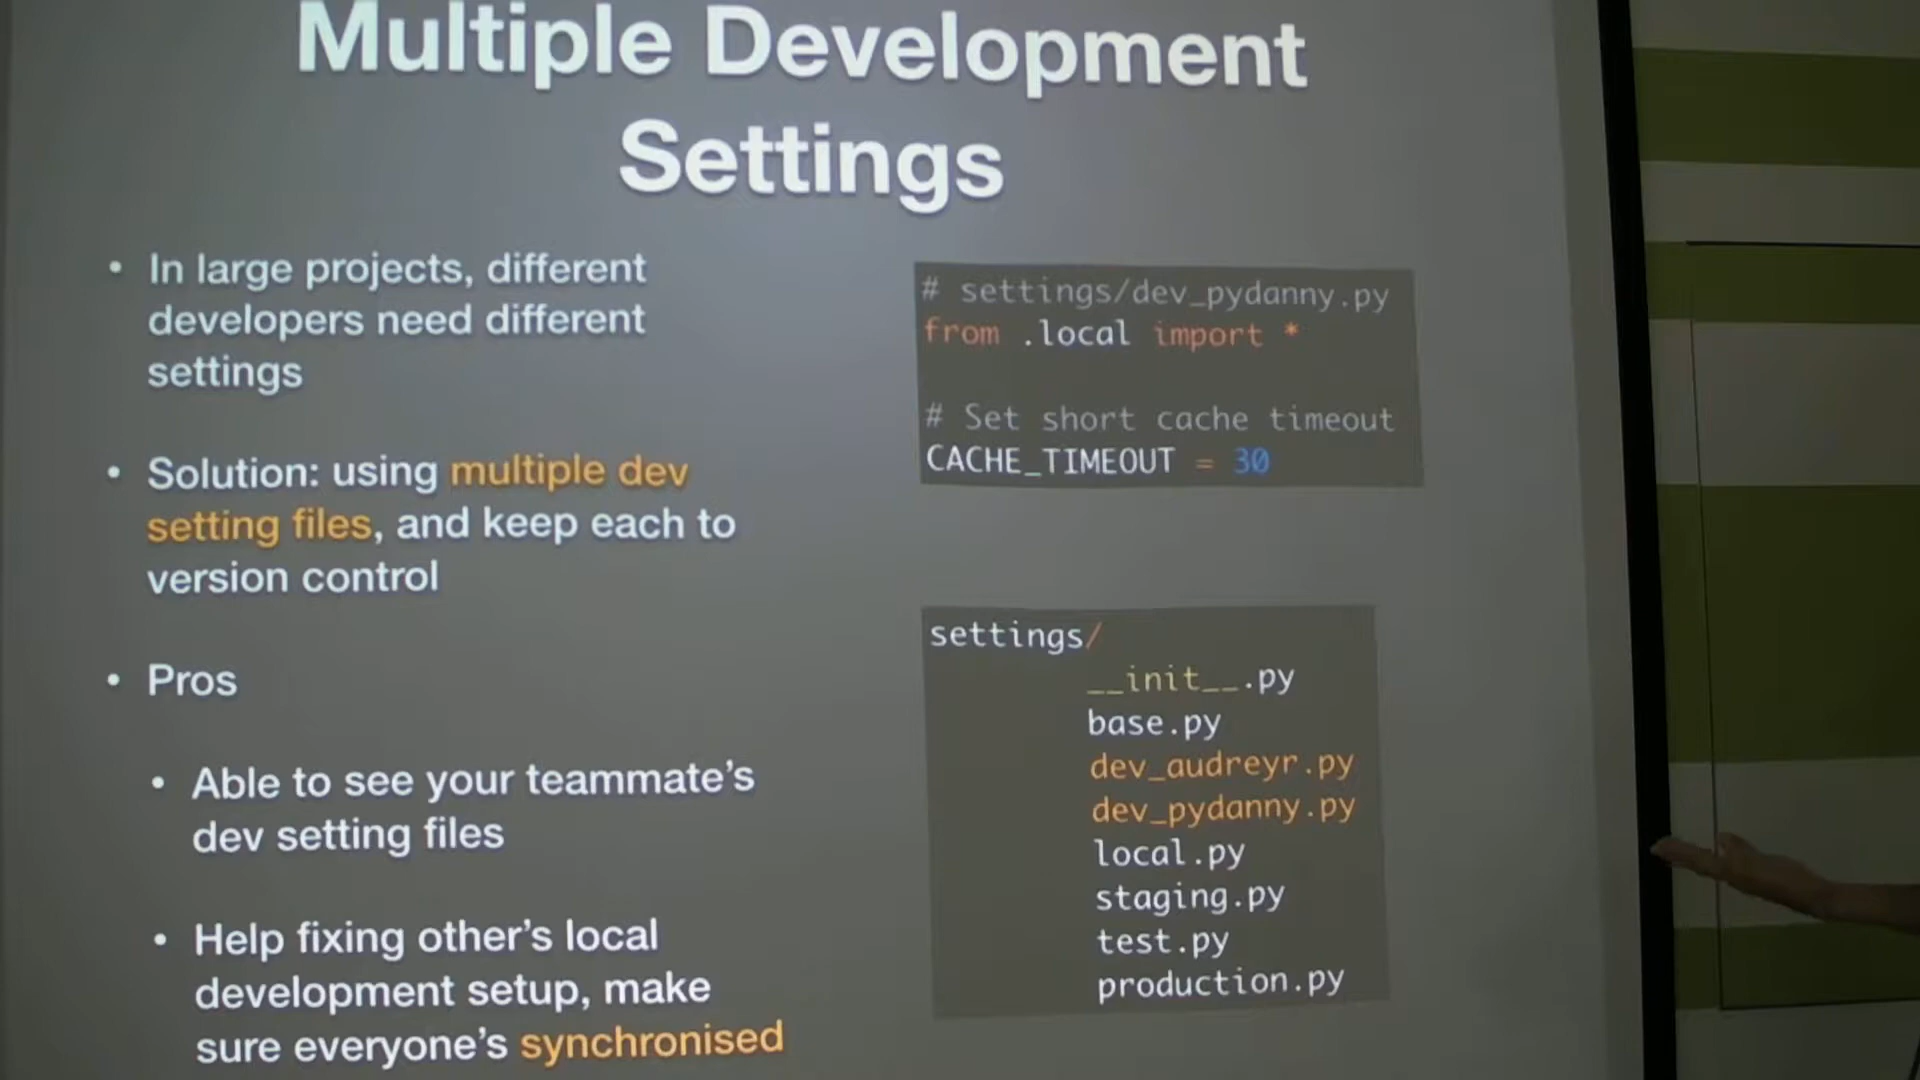 Multiple Development
Settings
• In large projects, different
developers need different
settings
• Solution: using multiple dev
setting files, and keep each to
version control
• Pros
• Able to see your teammate’s
dev setting files
• Help fixing other’s local
development setup, make
sure everyone’s synchronised
# settings/dev_pydanny.py
from .local import *
# Set short cache timeout
CACHE_TIMEOUT = 30
settings/
__init__.py
base.py
dev_audreyr.py
dev_pydanny.py
local.py
staging.py
test.py
production.py